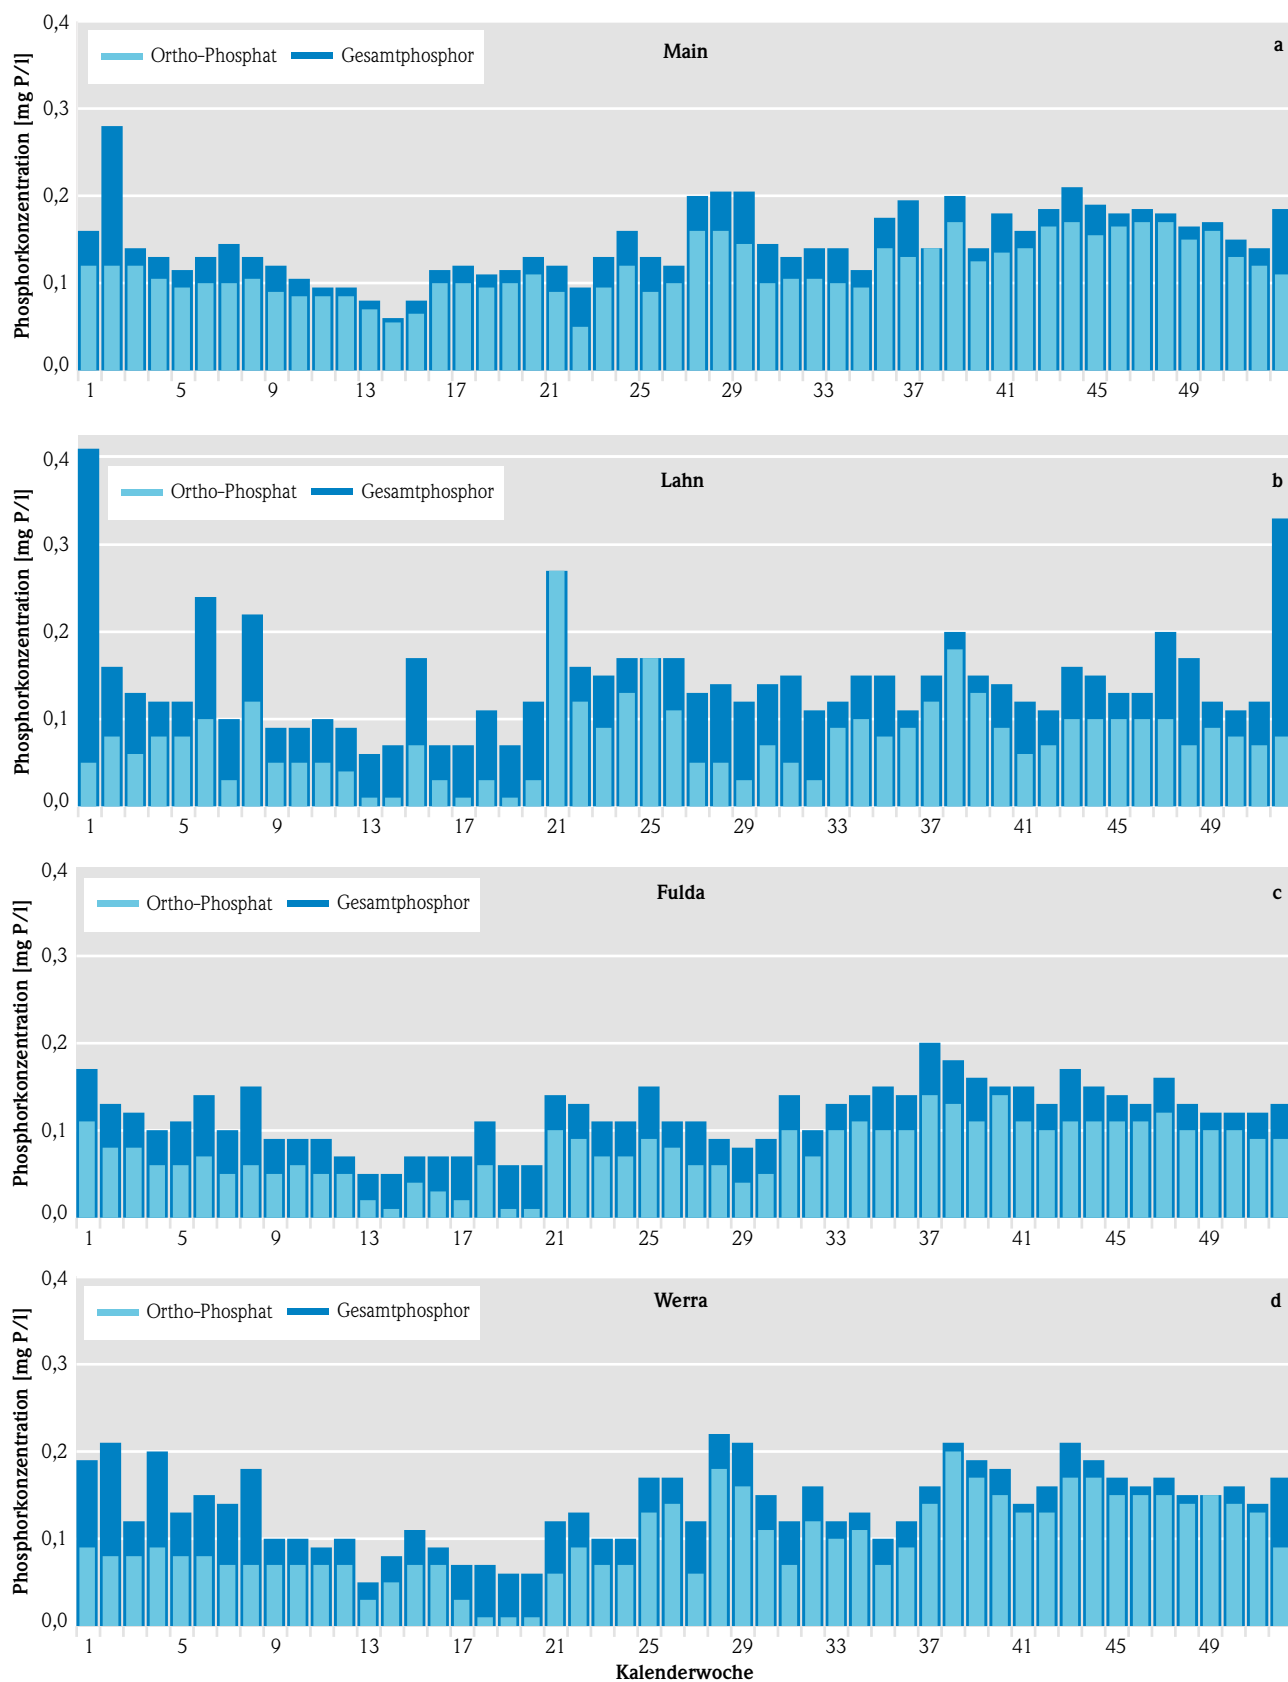 0,4
Ortho-Phosphat Gesamtphosphor
Main
a
0,3
0,2
0,1
0,0
Phosphorkonzentration [mg P/l]
1 5 9 13 17 21 25 29 33 37 41 45 49
0,4
Ortho-Phosphat Gesamtphosphor
Lahn
b
0,3
0,2
0,1
0,0
Phosphorkonzentration [mg P/l]
1 5 9 13 17 21 25 29 33 37 41 45 49
0,4
Ortho-Phosphat Gesamtphosphor
Fulda
c
0,3
0,2
0,1
0,0
Phosphorkonzentration [mg P/l]
1 5 9 13 17 21 25 29 33 37 41 45 49
0,4
Ortho-Phosphat Gesamtphosphor
Werra
d
0,3
0,2
0,1
0,0
Phosphorkonzentration [mg P/l]
1 5 9 13 17 21 25 29 33 37 41 45 49
Kalenderwoche